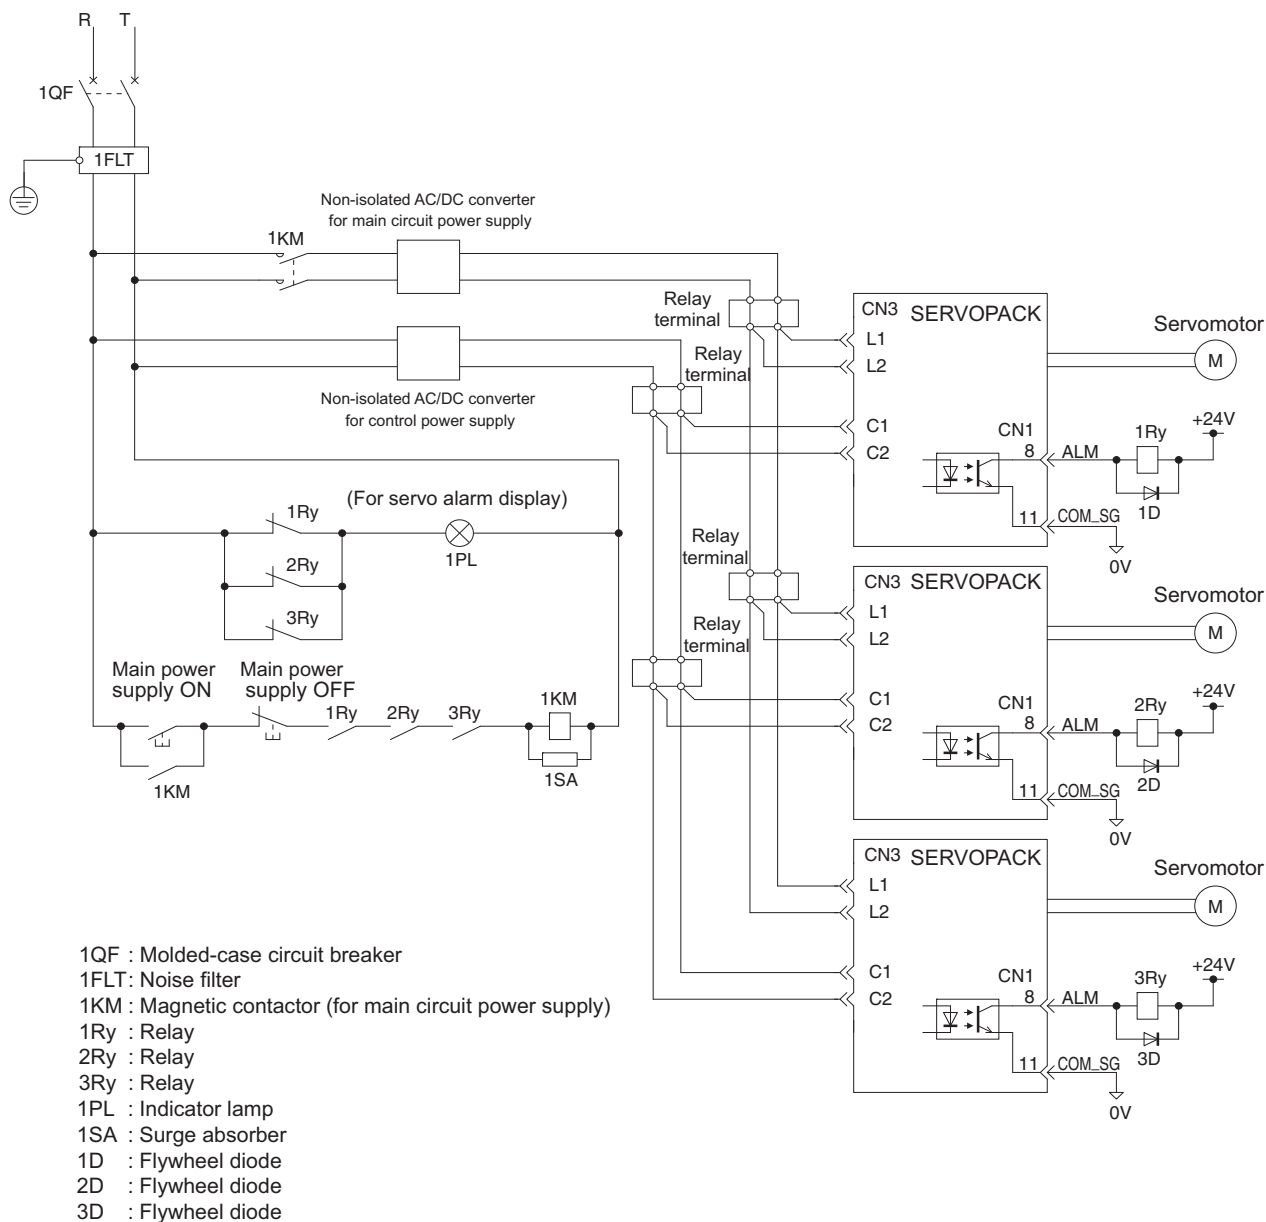 R T
1QF
1FLT
Non-isolated AC/DC converter
for main circuit power supply
1KM
Non-isolated AC/DC converter
for control power supply
Relay
terminal
Relay
terminal
CN3 SERVOPACK
L1
L2
C1
C2
CN1
8
ALM
11
COM_SG
0V
1Ry
+24V
1D
Servomotor
M
(For servo alarm display)
1Ry
1PL
2Ry
3Ry
Relay
terminal
Relay
terminal
CN3 SERVOPACK
L1
L2
C1
C2
CN1
8
ALM
11
COM_SG
0V
2Ry
+24V
2D
Servomotor
M
Main power
supply ON
Main power
supply OFF
1Ry
2Ry
3Ry
1KM
1SA
1KM
CN3 SERVOPACK
L1
L2
C1
C2
CN1
8
ALM
11
COM_SG
0V
3Ry
+24V
3D
Servomotor
M
1QF : Molded-case circuit breaker
1FLT : Noise filter
1KM : Magnetic contactor (for main circuit power supply)
1Ry : Relay
2Ry : Relay
3Ry : Relay
1PL : Indicator lamp
1SA : Surge absorber
1D : Flywheel diode
2D : Flywheel diode
3D : Flywheel diode